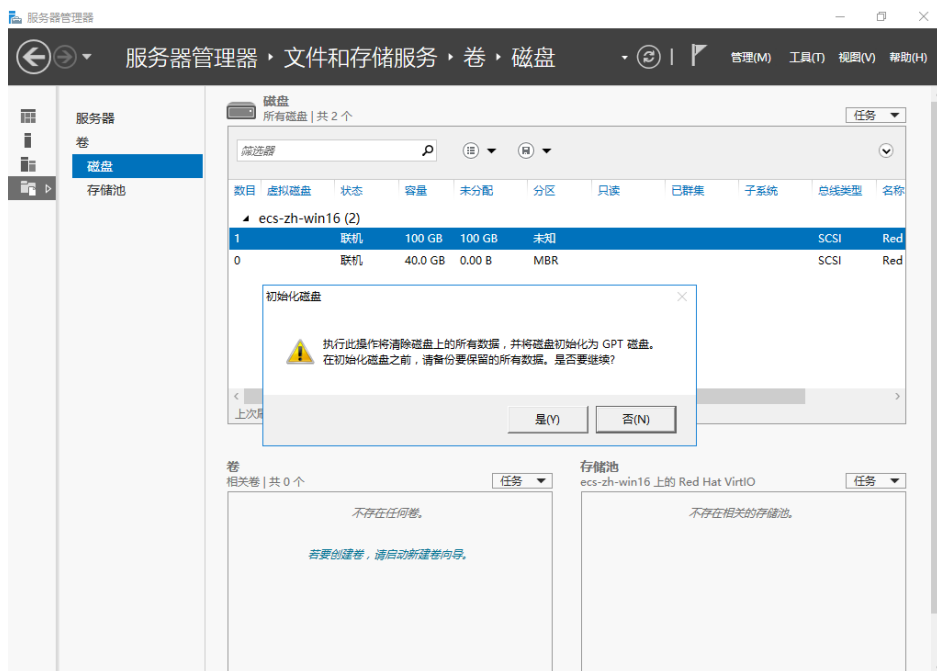 服务器管理器
服务器管理器 · 文件和存储服务 · 卷 · 磁盘
管理(M) 工具(T) 视图(V) 帮助(H)
服务器
卷
磁盘
存储池
磁盘
所有磁盘 | 共 2 个
任务
筛选器
数目 虚拟磁盘 状态 容量 未分配 分区 只读 已群集 子系统 总线类型 名称
ecs-zh-win16 (2)
1 联机 100 GB 100 GB 未知 SCSI Red
0 联机 40.0 GB 0.00 B MBR SCSI Red
初始化磁盘
执行此操作将清除磁盘上的所有数据，并将磁盘初始化为 GPT 磁盘。
在初始化磁盘之前，请备份要保留的所有数据。是否要继续?
是(Y) 否(N)
上次
卷
相关卷 | 共 0 个
任务
不存在任何卷。
若要创建卷，请启动新建卷向导。
存储池
ecs-zh-win16 上的 Red Hat VirtIO
任务
不存在相关的存储池。